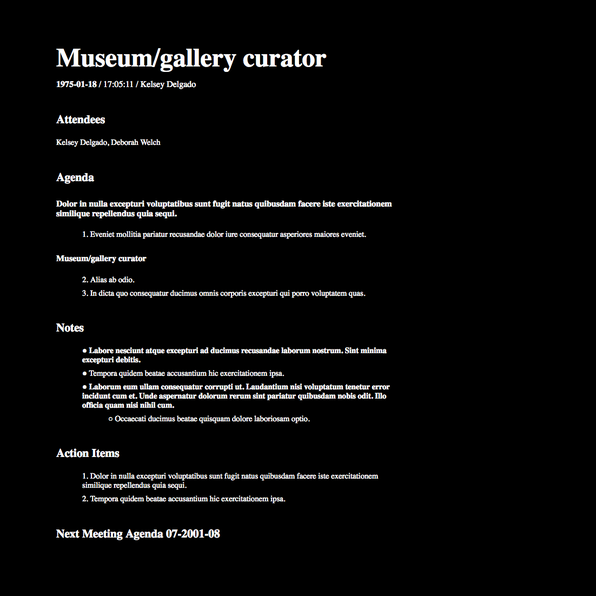 Museum/gallery curator
1975-01-18 / 17:05:11 / Kelsey Delgado
Attendees
Kelsey Delgado, Deborah Welch
Agenda
Dolor in nulla excepturi voluptatibus sunt fugit natus quibusdam facere iste exercitationem
similique repellendus quia sequi.
1. Eveniet mollitia pariatur recusandae dolor iure consequatur asperiores maiores eveniet.
Museum/gallery curator
2. Alias ab odio.
3. In dicta quo consequatur ducimus omnis corporis excepturi qui porro voluptatem quas.
Notes
● Labore nesciunt atque excepturi ad ducimus recusandae laborum nostrum. Sint minima
excepturi debitis.
● Tempora quidem beatae accusantium hic exercitationem ipsa.
● Laborum eum ullam consequatur corrupti ut. Laudantium nisi voluptatum tenetur error
incidunt cum et. Unde aspernatur dolorum rerum sint pariatur quibusdam nobis odit. Illo
officia quam nisi nihil cum.
○ Occaecati ducimus beatae quisquam dolore laboriosam optio.
Action Items
1. Dolor in nulla excepturi voluptatibus sunt fugit natus quibusdam facere iste exercitationem
similique repellendus quia sequi.
2. Tempora quidem beatae accusantium hic exercitationem ipsa.
Next Meeting Agenda 07-2001-08